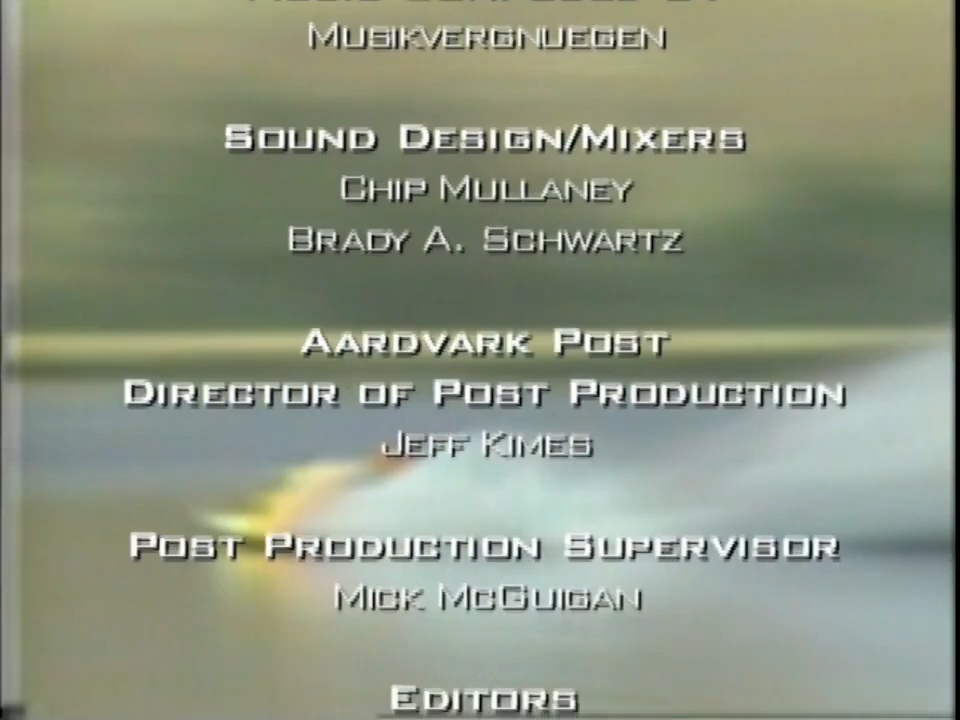 Musikvergnuegen
Sound Design/Mixers
Chip Mullaney
Brady A. Schwartz
Aardvark Post
Director of Post Production
Jeff Kimes
Post Production Supervisor
Mick McGuigan
Editors